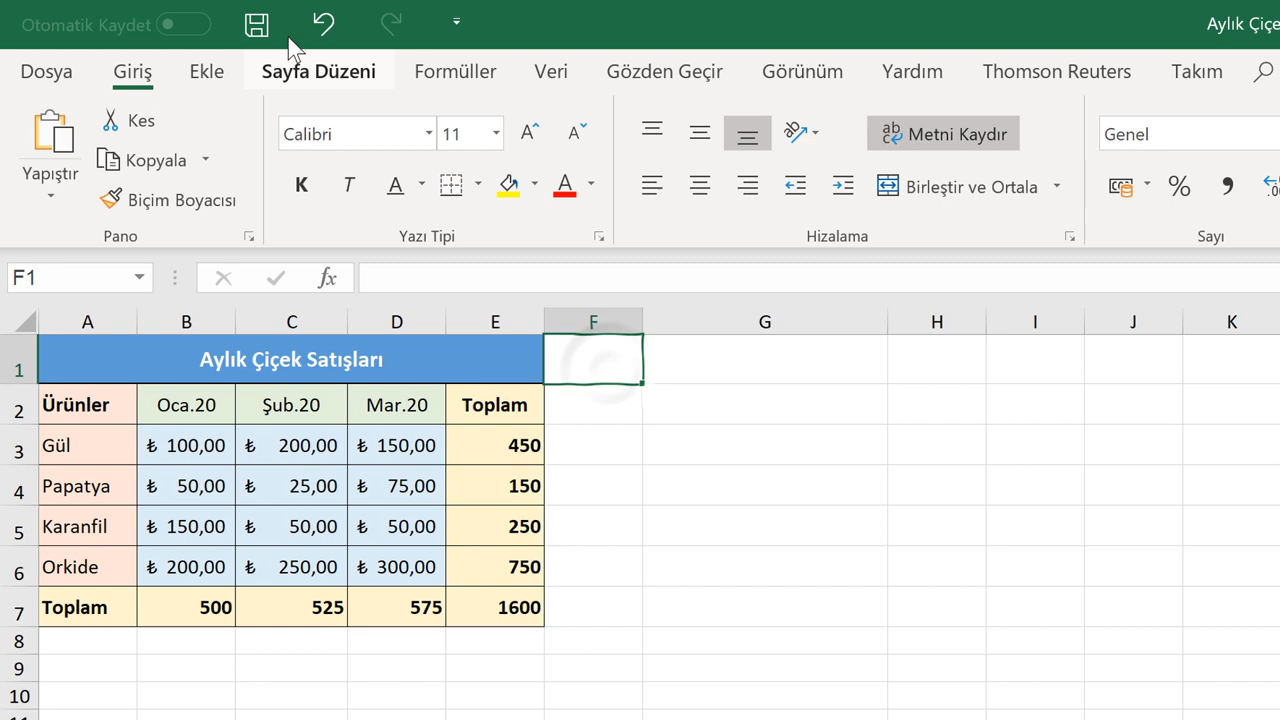 Otomatik Kaydet
Aylık Çiçe
Dosya Giriş Ekle Sayfa Düzeni Formüller Veri Gözden Geçir Görünüm Yardım Thomson Reuters Takım
Yapıştır
Kes
Kopyala
Biçim Boyacısı
Pano
Calibri 11
K T A A
Yazı Tipi
ab Metni Kaydır
Birleştir ve Ortala
Hizalama
Genel
%
Sayı
F1 fx
A B C D E F G H I J K
1 Aylık Çiçek Satışları
2 Ürünler Oca.20 Şub.20 Mar.20 Toplam
3 Gül ₺ 100,00 ₺ 200,00 ₺ 150,00 450
4 Papatya ₺ 50,00 ₺ 25,00 ₺ 75,00 150
5 Karanfil ₺ 150,00 ₺ 50,00 ₺ 50,00 250
6 Orkide ₺ 200,00 ₺ 250,00 ₺ 300,00 750
7 Toplam 500 525 575 1600
8
9
10